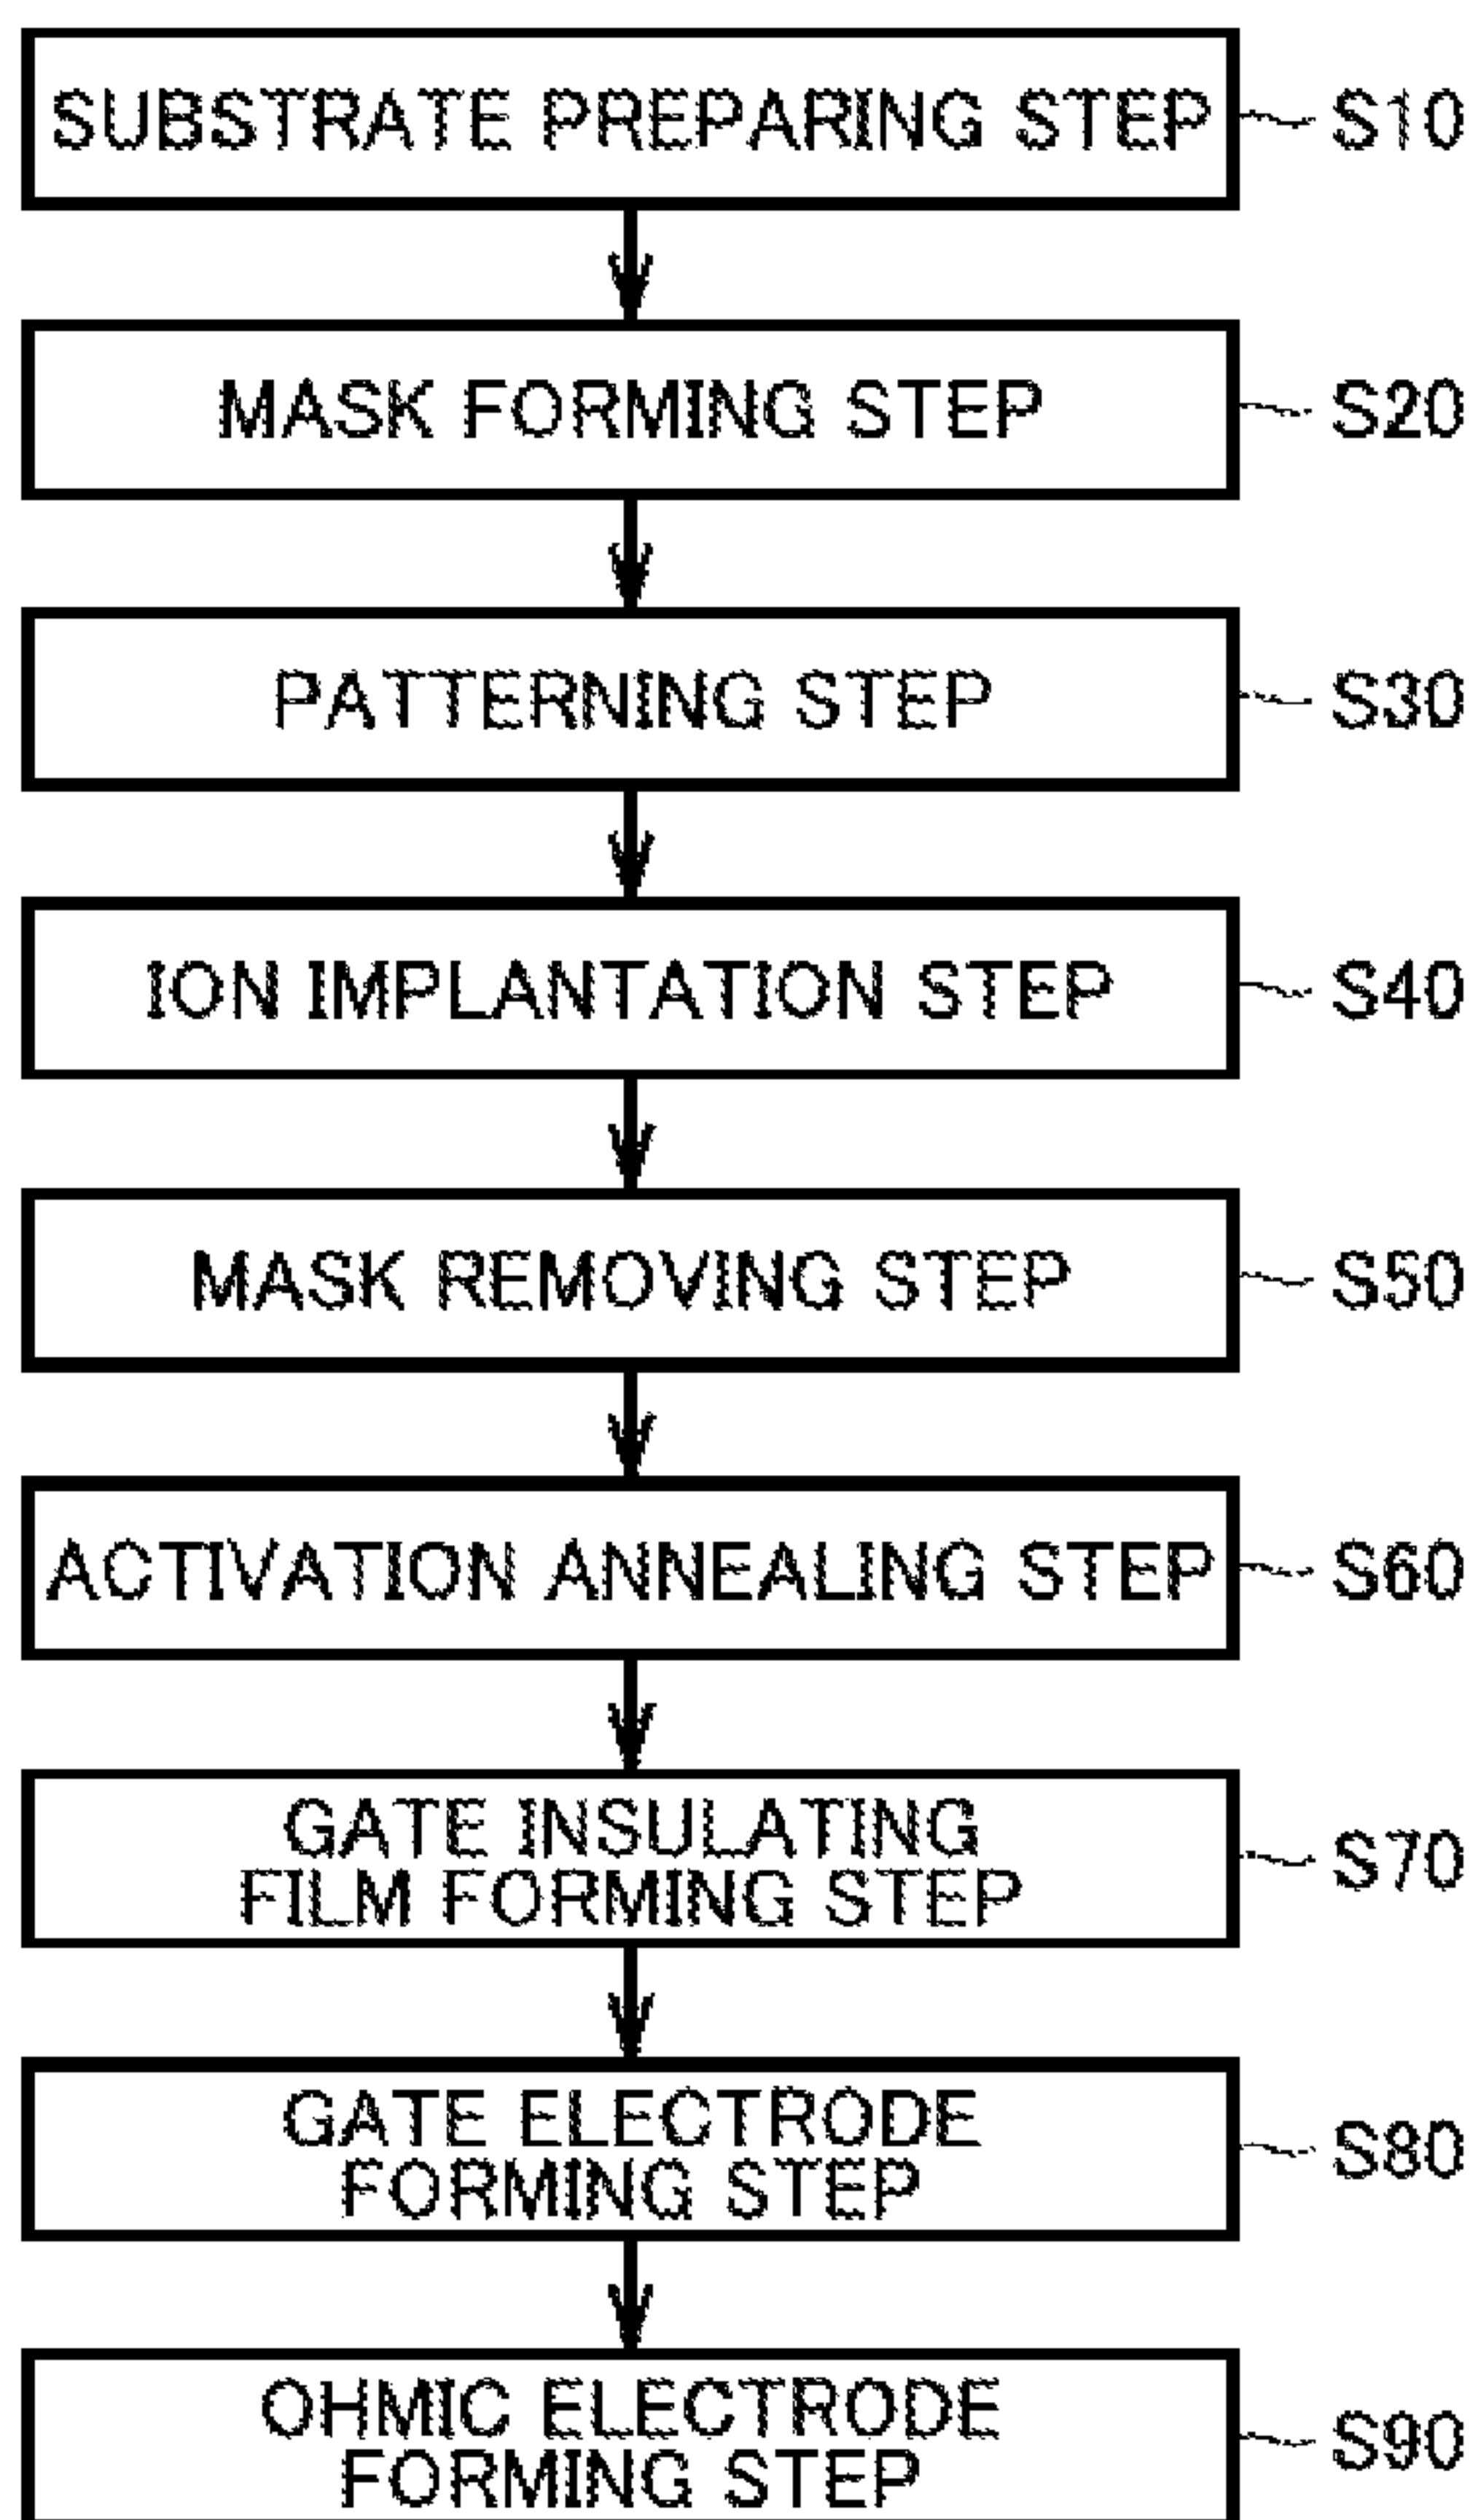 SUBSTRATE PREPARING STEP S10
MASK FORMING STEP S20
PATTERNING STEP S30
ION IMPLANTATION STEP S40
MASK REMOVING STEP S50
ACTIVATION ANNEALING STEP S60
GATE INSULATING
FILM FORMING STEP S70
GATE ELECTRODE
FORMING STEP S80
OHMIC ELECTRODE
FORMING STEP S90